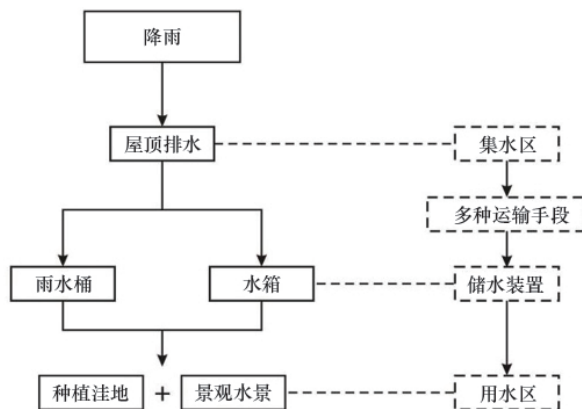 降雨
屋顶排水
集水区
多种运输手段
雨水桶
水箱
储水装置
种植洼地 + 景观水景
用水区